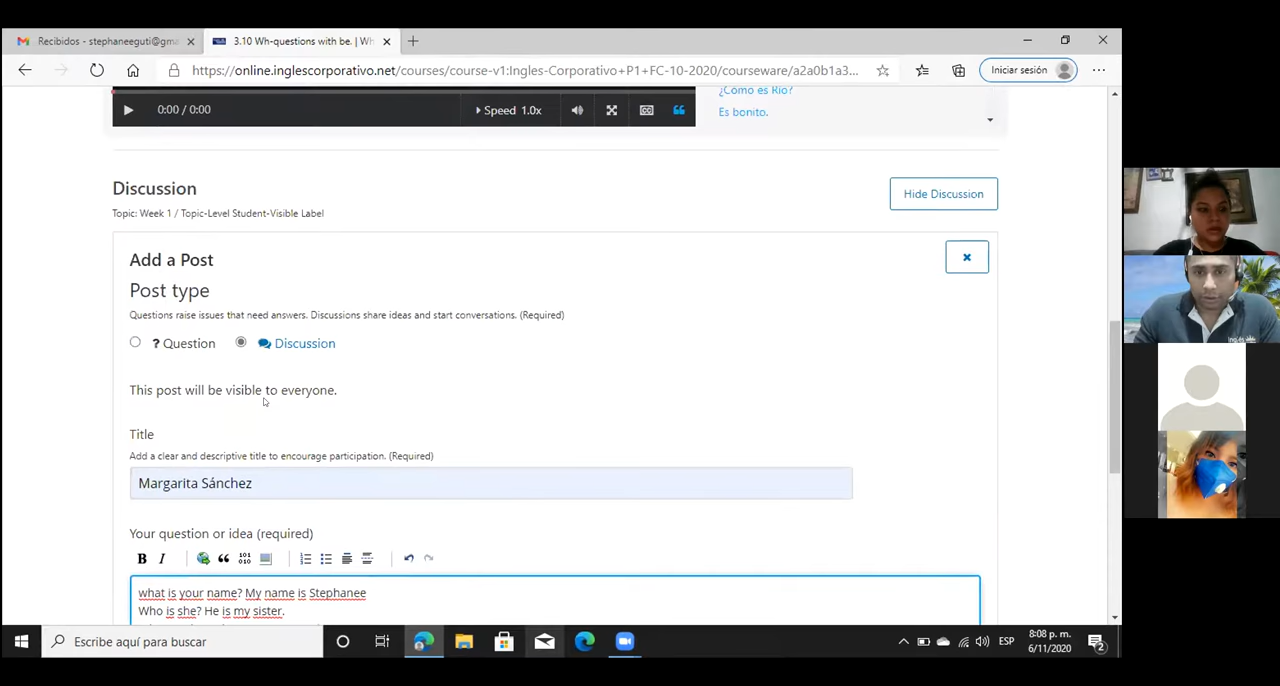 Recibidos - stephaneeguti@gma
3.10 Wh-questions with be. | Wh
https://online.inglescorporativo.net/courses/course-v1:Ingles-Corporativo+P1+FC-10-2020/courseware/a2a0b1a3...
Iniciar sesión
0:00 / 0:00
Speed 1.0x
¿Cómo es Río?
Es bonito.
Discussion
Hide Discussion
Topic: Week 1 / Topic-Level Student-Visible Label
Add a Post
Post type
Questions raise issues that need answers. Discussions share ideas and start conversations. (Required)
? Question
Discussion
This post will be visible to everyone.
Title
Add a clear and descriptive title to encourage participation. (Required)
Margarita Sánchez
Your question or idea (required)
B I
what is your name? My name is Stephanee
Who is she? He is my sister.
Escribe aquí para buscar
ESP
8:08 p. m.
6/11/2020
2